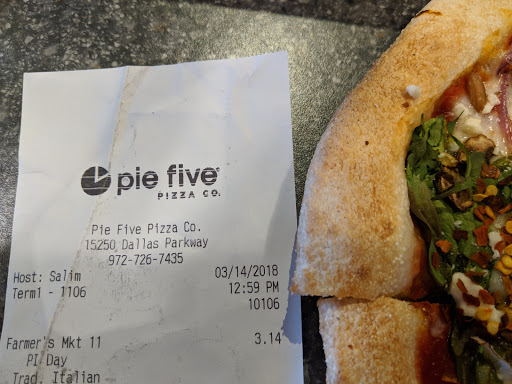 pie five
PIZZA CO.
Pie Five Pizza Co.
15250 Dallas Parkway
972-726-7435
Host: Salim 03/14/2018
Term1 - 1106 12:59 PM
10106
Farmer's Mkt 11 3.14
PI Day
Trad. Italian